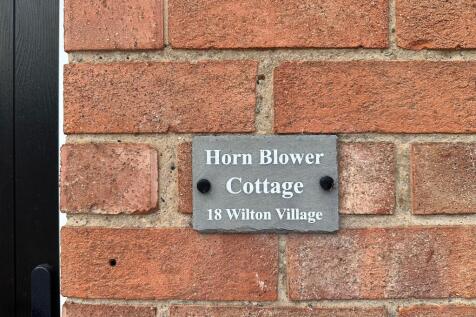 Horn Blower
Cottage
18 Wilton Village